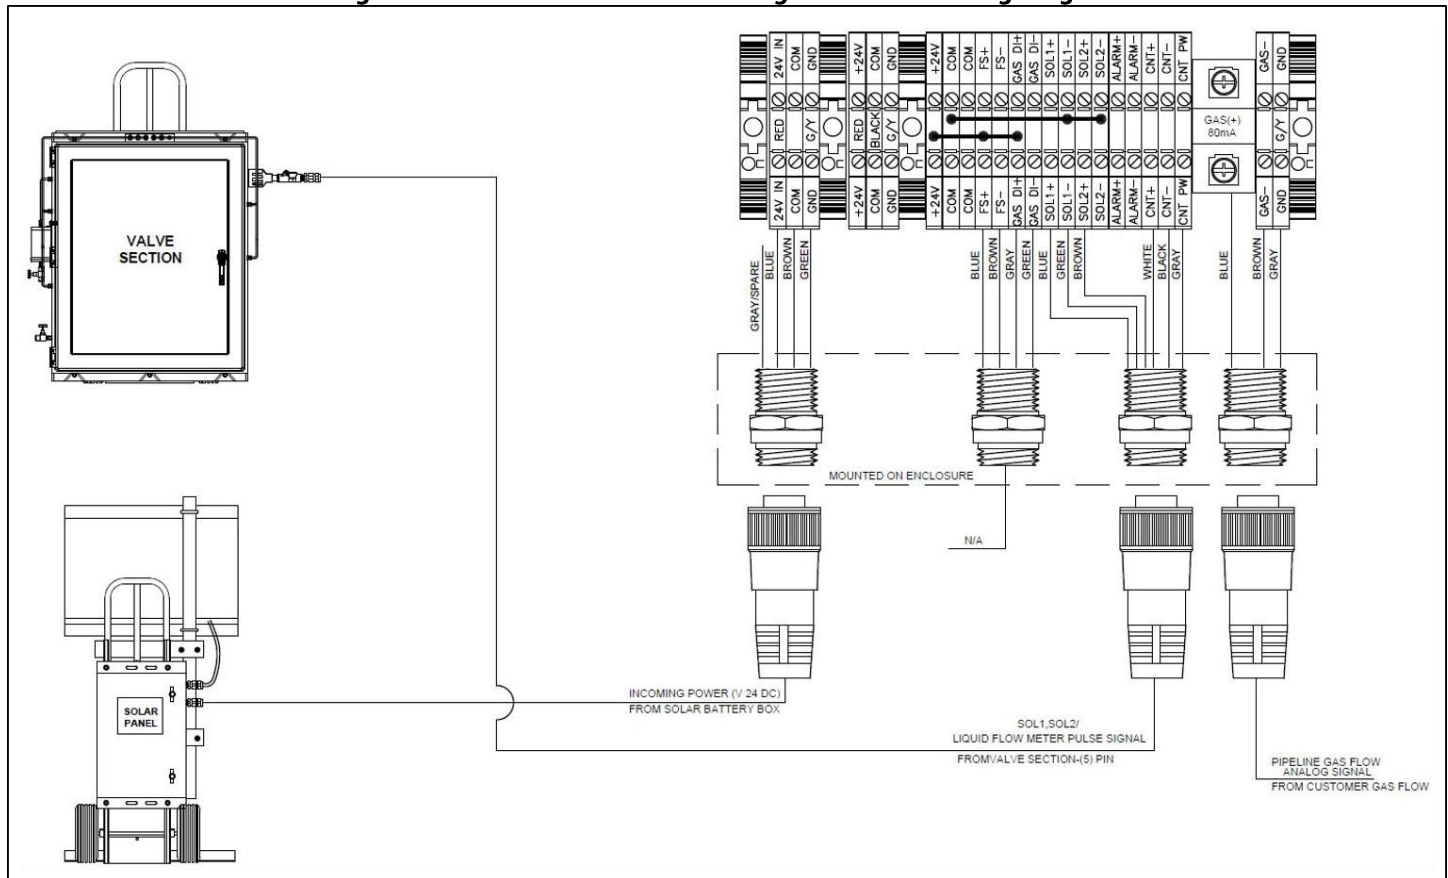 24V IN
COM
GND
+24V
COM
GND
+24V
COM
COM
FS+
FS-
GAS DI+
GAS DI-
SOL1+
SOL1-
SOL2+
SOL2-
ALARM+
ALARM-
CNT+
CNT-
CNT PW
GAS-
GND
RED
G/Y
RED
BLACK
G/Y
GAS(+)
80mA
G/Y
24V IN
COM
GND
+24V
COM
GND
+24V
COM
COM
FS+
FS-
GAS DI+
GAS DI-
SOL1+
SOL1-
SOL2+
SOL2-
ALARM+
ALARM-
CNT+
CNT-
CNT PW
GAS-
GND
VALVE
SECTION
GRAY/SPARE
BLUE
BROWN
GREEN
BLUE
BROWN
GRAY
GREEN
BLUE
GREEN
BROWN
WHITE
BLACK
GRAY
BLUE
BROWN
GRAY
MOUNTED ON ENCLOSURE
N/A
SOLAR
PANEL
INCOMING POWER (V 24 DC)
FROM SOLAR BATTERY BOX
SOL1,SOL2/
LIQUID FLOW METER PULSE SIGNAL
FROMVALVE SECTION-(5) PIN
PIPELINE GAS FLOW
ANALOG SIGNAL
FROM CUSTOMER GAS FLOW